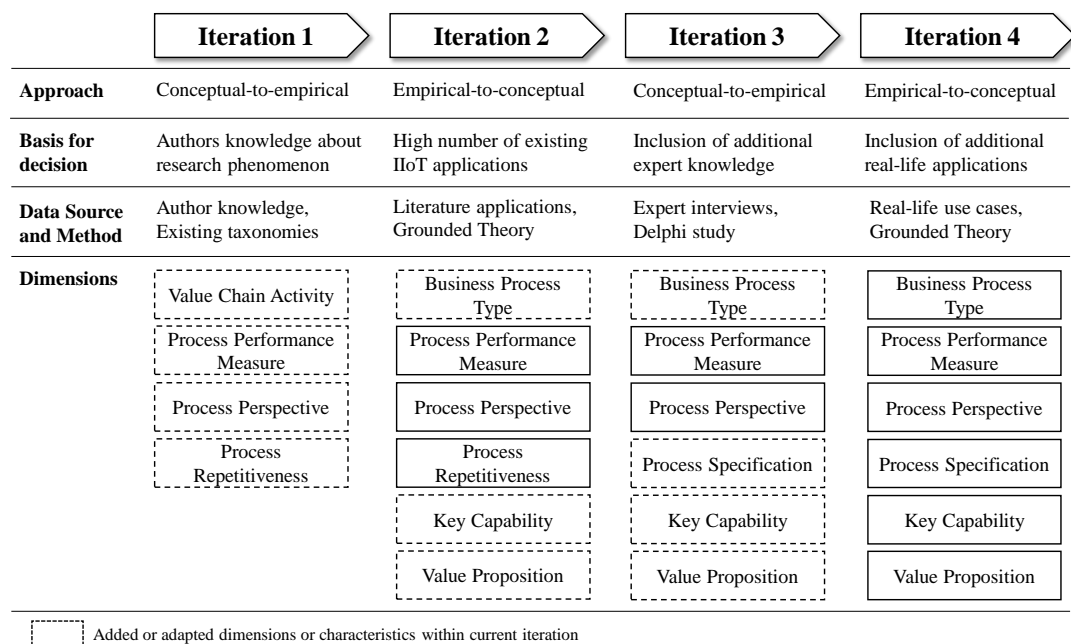 Iteration 1 Iteration 2 Iteration 3 Iteration 4
Approach Conceptual-to-empirical Empirical-to-conceptual Conceptual-to-empirical Empirical-to-conceptual
Basis for decision
Authors knowledge about
research phenomenon
High number of existing
IIoT applications
Inclusion of additional
expert knowledge
Inclusion of additional
real-life applications
Data Source
and Method
Author knowledge,
Existing taxonomies
Literature applications,
Grounded Theory
Expert interviews,
Delphi study
Real-life use cases,
Grounded Theory
Dimensions
Value Chain Activity
Process Performance
Measure
Process Perspective
Process
Repetitiveness
Business Process
Type
Process Performance
Measure
Process Perspective
Process
Repetitiveness
Key Capability
Value Proposition
Business Process
Type
Process Performance
Measure
Process Perspective
Process Specification
Key Capability
Value Proposition
Business Process
Type
Process Performance
Measure
Process Perspective
Process Specification
Key Capability
Value Proposition
Added or adapted dimensions or characteristics within current iteration